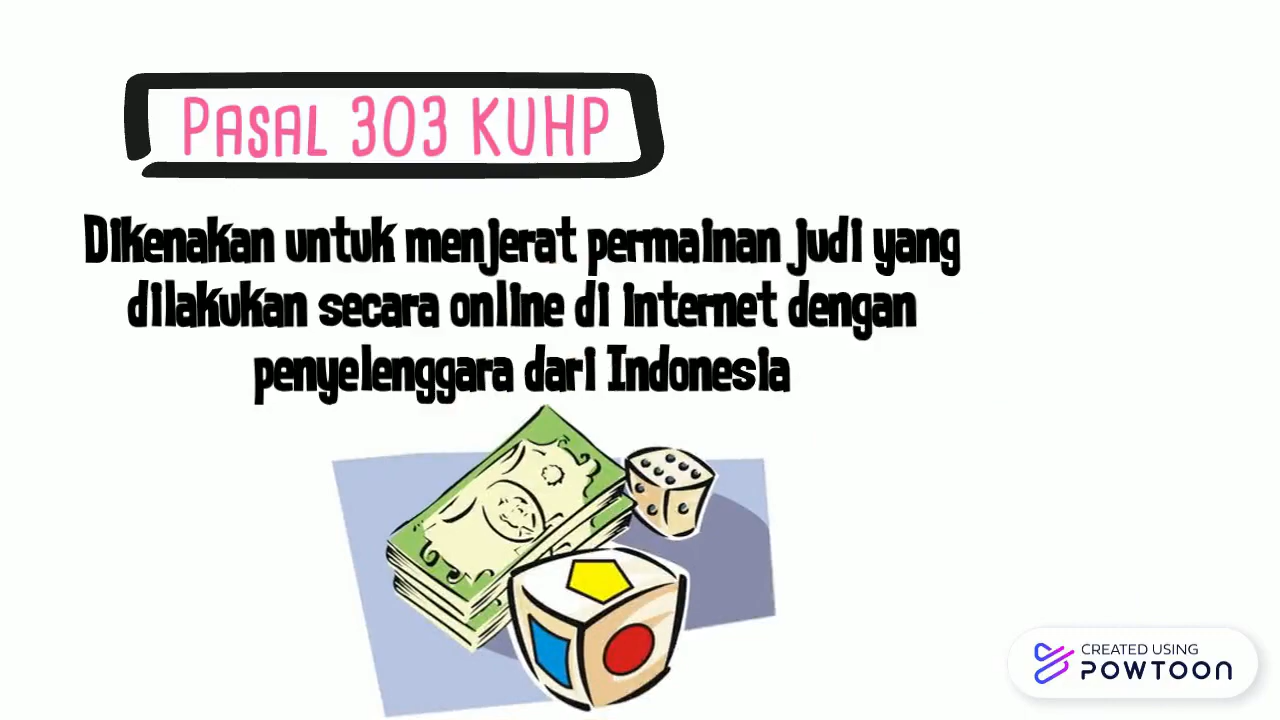 PASAL 303 KUHP
Dikenakan untuk menjerat permainan judi yang
dilakukan secara online di internet dengan
penyelenggara dari Indonesia
CREATED USING
POWTOON